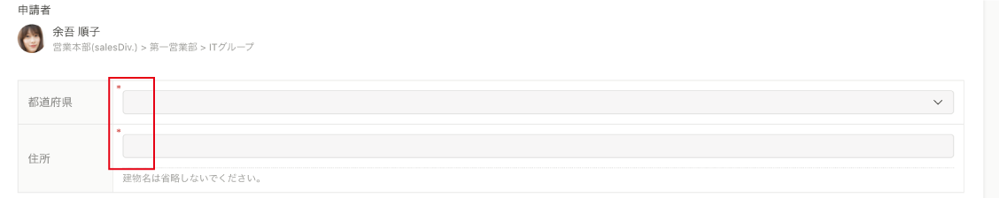 申請者
余吾 順子
営業本部(salesDiv.) > 第一営業部 > ITグループ
都道府県
*
*
住所
建物名は省略しないでください。